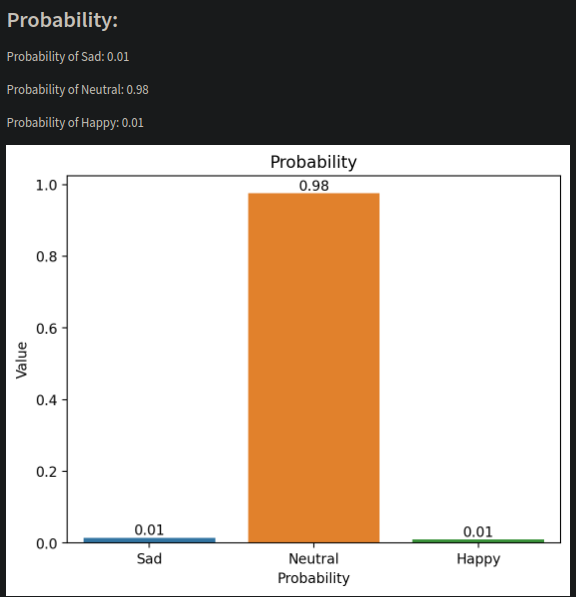 Probability:
Probability of Sad: 0.01
Probability of Neutral: 0.98
Probability of Happy: 0.01
Probability
1.0
0.8
0.6
0.4
0.2
0.0
Value
0.01
0.98
0.01
Sad Neutral Happy
Probability